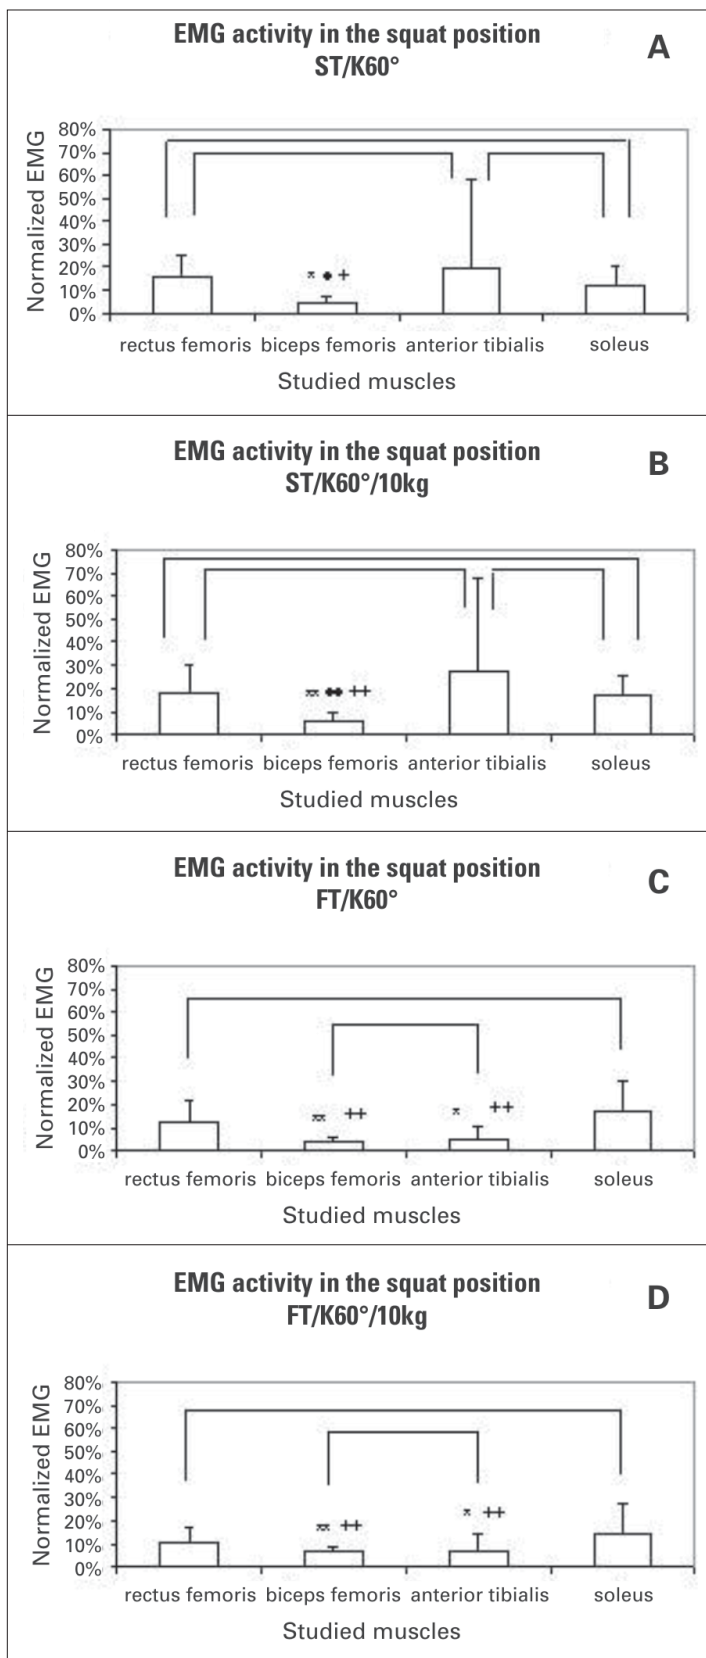 EMG activity in the squat position
ST/K60°
A
Normalized EMG
80%
70%
60%
50%
40%
30%
20%
10%
0%
* ● +
rectus femoris biceps femoris anterior tibialis soleus
Studied muscles
EMG activity in the squat position
ST/K60°/10kg
B
Normalized EMG
80%
70%
60%
50%
40%
30%
20%
10%
0%
** ●● ++
rectus femoris biceps femoris anterior tibialis soleus
Studied muscles
EMG activity in the squat position
FT/K60°
C
Normalized EMG
80%
70%
60%
50%
40%
30%
20%
10%
0%
** ++ * ++
rectus femoris biceps femoris anterior tibialis soleus
Studied muscles
EMG activity in the squat position
FT/K60°/10kg
D
Normalized EMG
80%
70%
60%
50%
40%
30%
20%
10%
0%
** ++ * ++
rectus femoris biceps femoris anterior tibialis soleus
Studied muscles